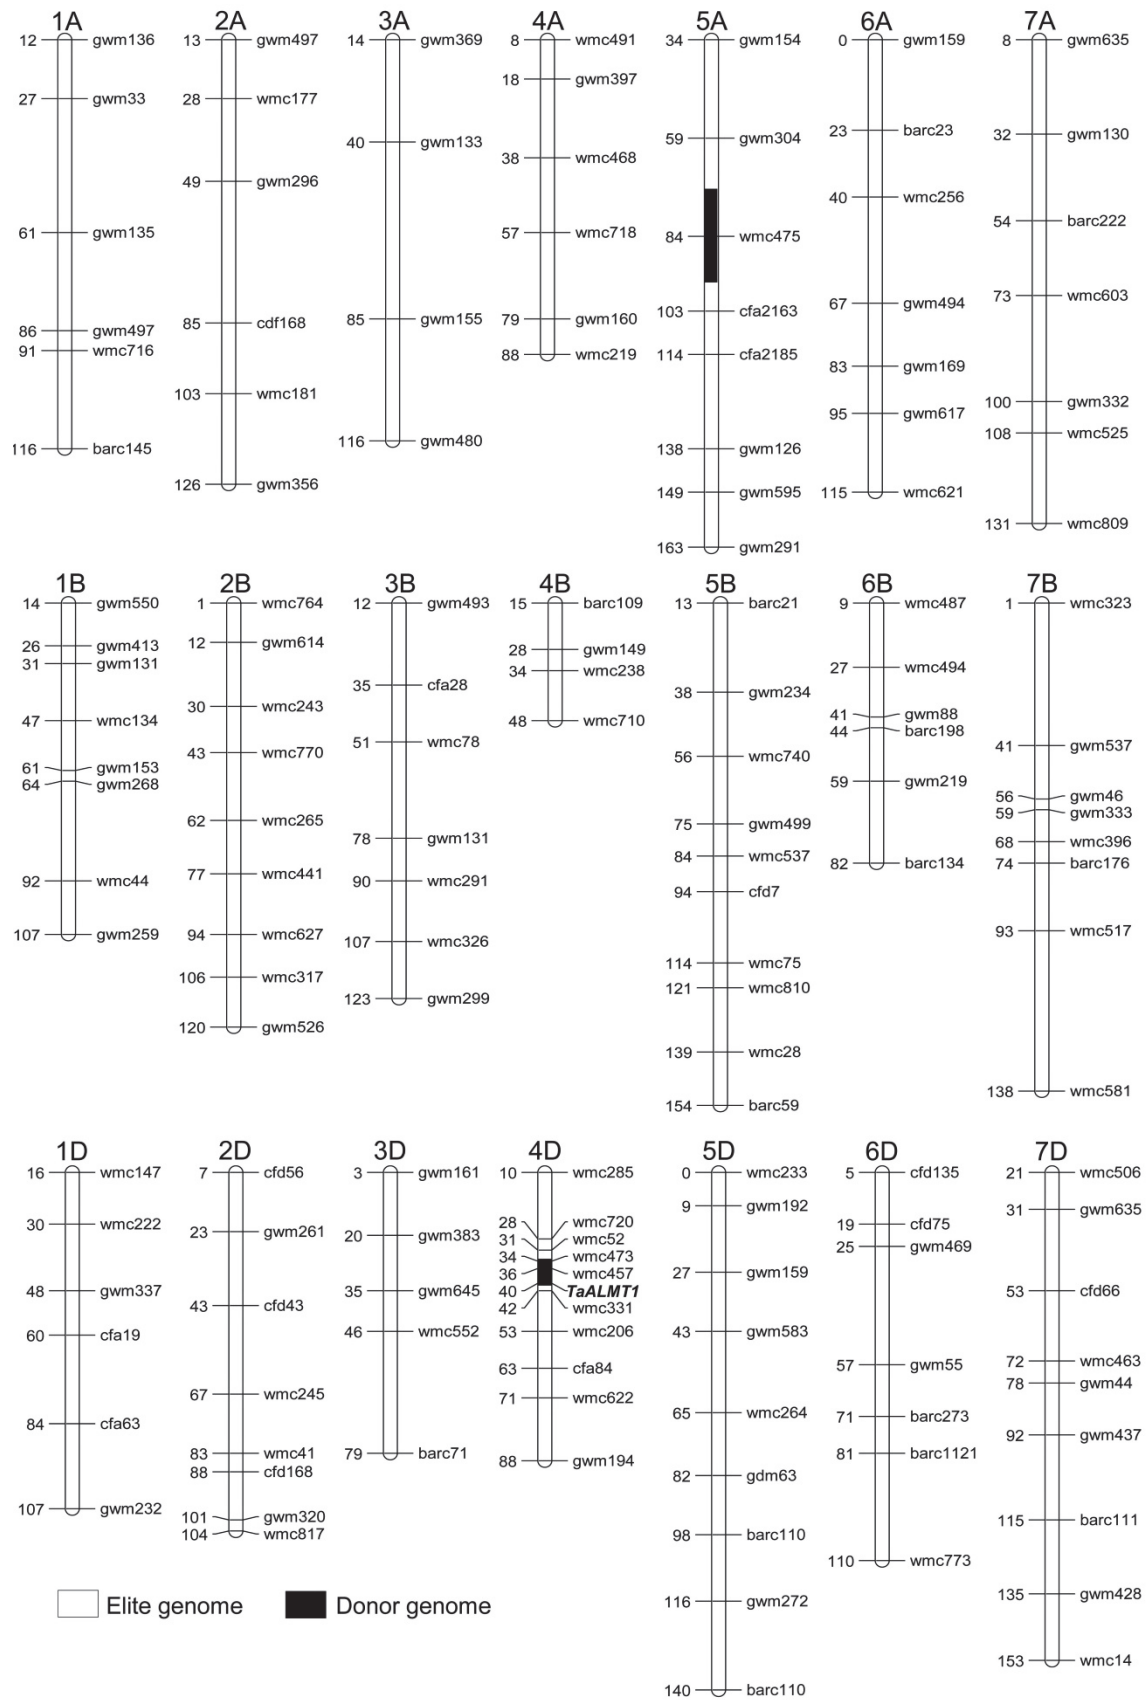 1A
12 gwm136
27 gwm33
61 gwm135
86 gwm497
91 wmc716
116 barc145
2A
13 gwm497
28 wmc177
49 gwm296
85 cdf168
103 wmc181
126 gwm356
3A
14 gwm369
40 gwm133
85 gwm155
116 gwm480
4A
8 wmc491
18 gwm397
38 wmc468
57 wmc718
79 gwm160
88 wmc219
5A
34 gwm154
59 gwm304
84 wmc475
103 cfa2163
114 cfa2185
138 gwm126
149 gwm595
163 gwm291
6A
0 gwm159
23 barc23
40 wmc256
67 gwm494
83 gwm169
95 gwm617
115 wmc621
7A
8 gwm635
32 gwm130
54 barc222
73 wmc603
100 gwm332
108 wmc525
131 wmc809
1B
14 gwm550
26 gwm413
31 gwm131
47 wmc134
61 gwm153
64 gwm268
92 wmc44
107 gwm259
2B
1 wmc764
12 gwm614
30 wmc243
43 wmc770
62 wmc265
77 wmc441
94 wmc627
106 wmc317
120 gwm526
3B
12 gwm493
35 cfa28
51 wmc78
78 gwm131
90 wmc291
107 wmc326
123 gwm299
4B
15 barc109
28 gwm149
34 wmc238
48 wmc710
5B
13 barc21
38 gwm234
56 wmc740
75 gwm499
84 wmc537
94 cfd7
114 wmc75
121 wmc810
139 wmc28
154 barc59
6B
9 wmc487
27 wmc494
41 gwm88
44 barc198
59 gwm219
82 barc134
7B
1 wmc323
41 gwm537
56 gwm46
59 gwm333
68 wmc396
74 barc176
93 wmc517
138 wmc581
1D
16 wmc147
30 wmc222
48 gwm337
60 cfa19
84 cfa63
107 gwm232
2D
7 cfd56
23 gwm261
43 cfd43
67 wmc245
83 wmc41
88 cfd168
101 gwm320
104 wmc817
3D
3 gwm161
20 gwm383
35 gwm645
46 wmc552
79 barc71
4D
10 wmc285
28 wmc720
31 wmc52
34 wmc473
36 wmc457
40 TaALMT1
42 wmc331
53 wmc206
63 cfa84
71 wmc622
88 gwm194
5D
0 wmc233
9 gwm192
27 gwm159
43 gwm583
65 wmc264
82 gdm63
98 barc110
116 gwm272
140 barc110
6D
5 cfd135
19 cfd75
25 gwm469
57 gwm55
71 barc273
81 barc1121
110 wmc773
7D
21 wmc506
31 gwm635
53 cfd66
72 wmc463
78 gwm44
92 gwm437
115 barc111
135 gwm428
153 wmc14
Elite genome
Donor genome